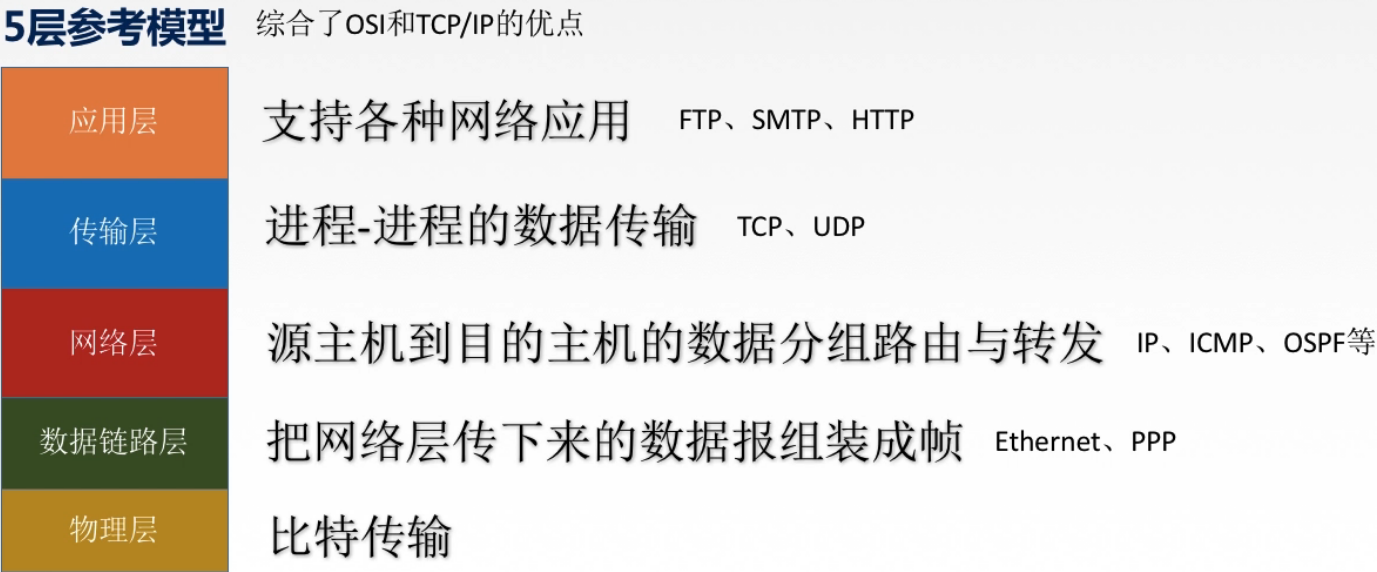 5层参考模型 综合了OSI和TCP/IP的优点
应用层 支持各种网络应用 FTP、SMTP、HTTP
传输层 进程-进程的数据传输 TCP、UDP
网络层 源主机到目的主机的数据分组路由与转发 IP、ICMP、OSPF等
数据链路层 把网络层传下来的数据报组装成帧 Ethernet、PPP
物理层 比特传输